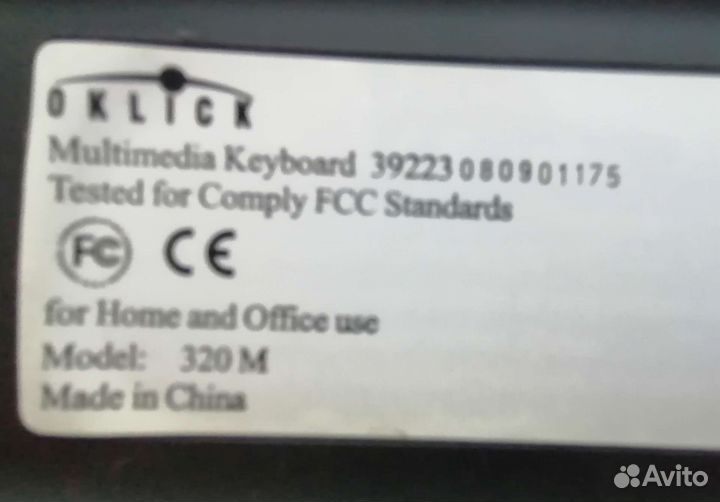 OKLICK
Multimedia Keyboard 39223080901175
Tested for Comply FCC Standards
FC CE
for Home and Office use
Model: 320 M
Made in China
Avito